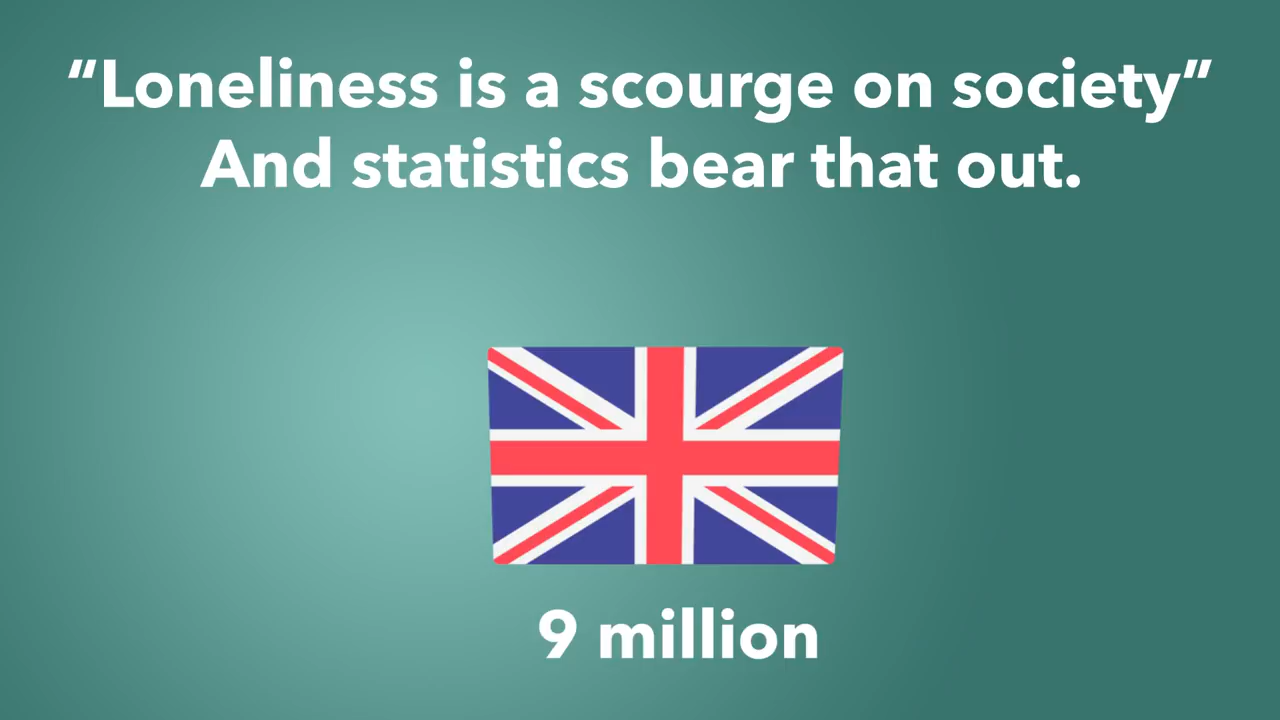 “Loneliness is a scourge on society”
And statistics bear that out.
9 million